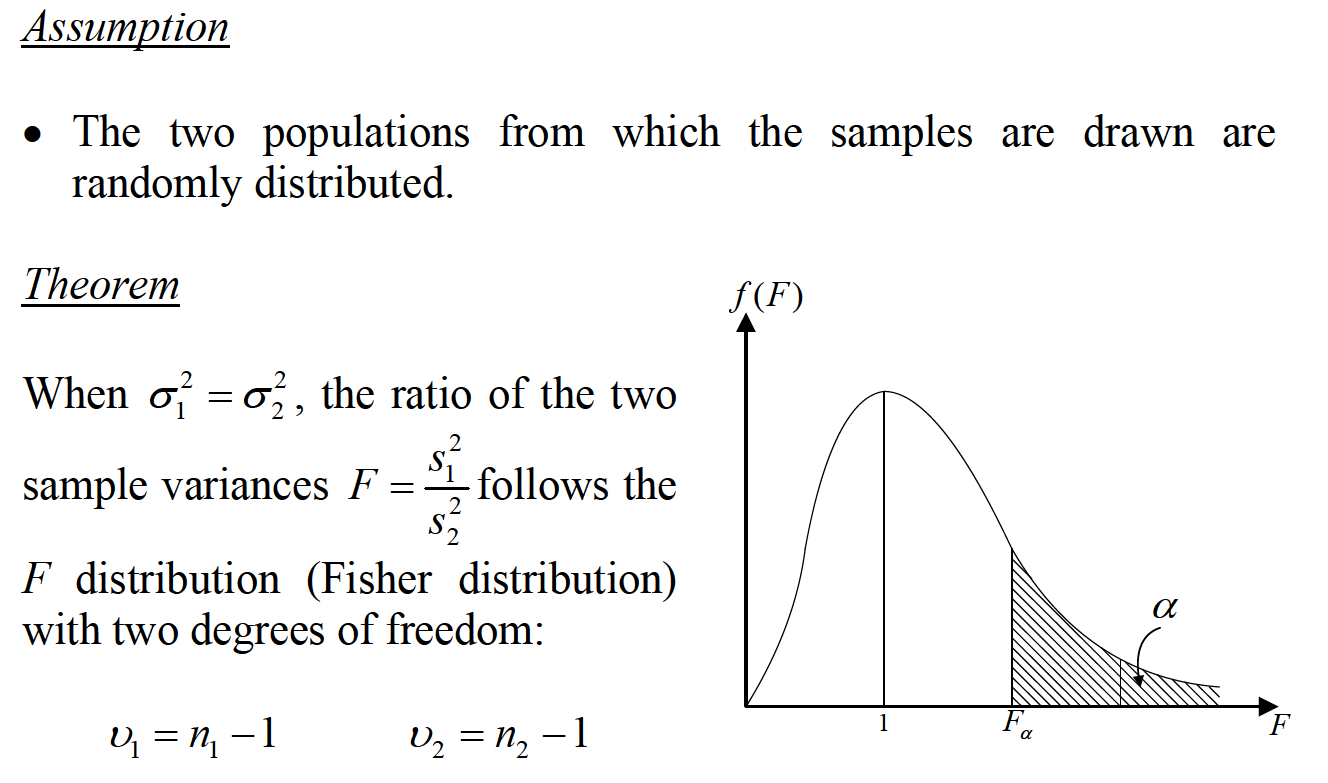 Assumption
• The two populations from which the samples are drawn are
randomly distributed.
Theorem
When σ₁² = σ₂², the ratio of the two
sample variances F = s₁²/s₂² follows the
F distribution (Fisher distribution)
with two degrees of freedom:
υ₁ = n₁ − 1 υ₂ = n₂ − 1
f(F)
α
1
Fα
F